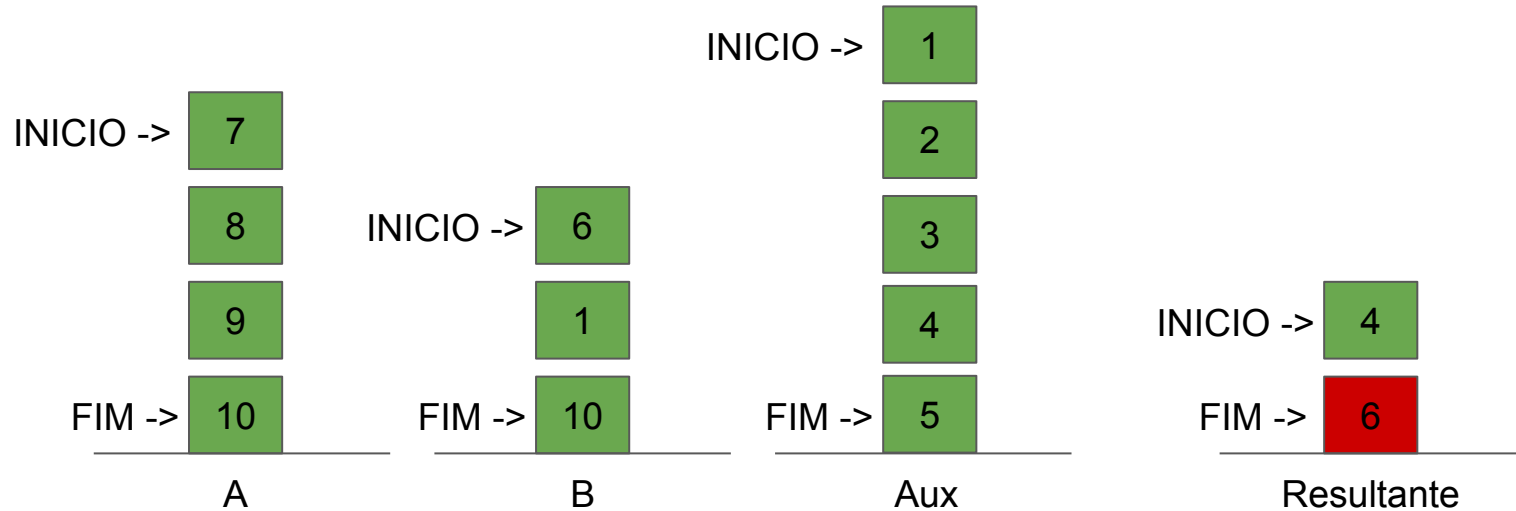 INICIO -> 1
INICIO -> 7
2
8
INICIO -> 6
3
9
1
4
INICIO -> 4
FIM -> 10
FIM -> 10
FIM -> 5
FIM -> 6
A
B
Aux
Resultante